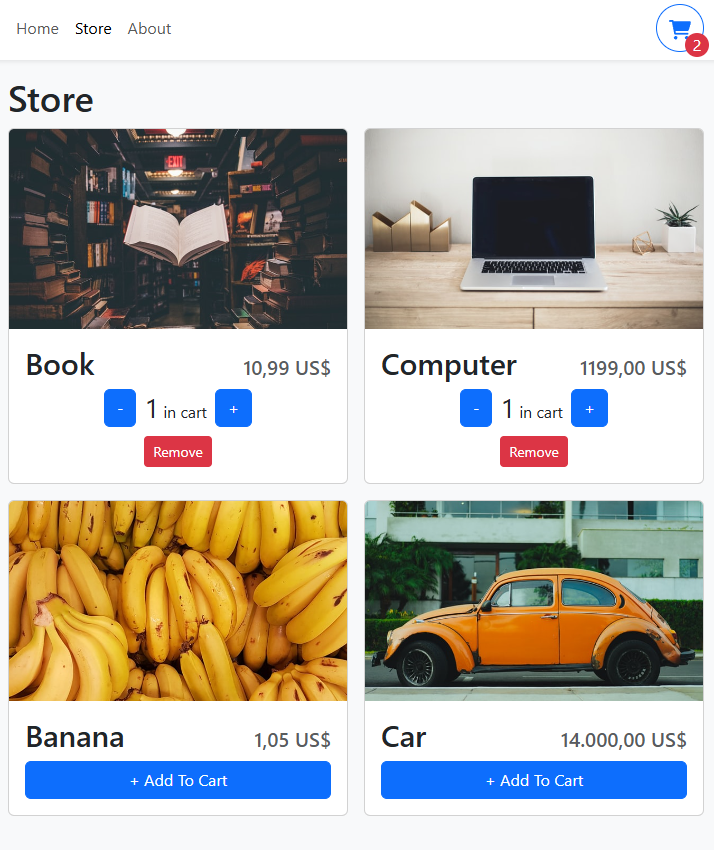 Home Store About
2
Store
EXIT
Book 10,99 US$
- 1 in cart +
Remove
Computer 1199,00 US$
- 1 in cart +
Remove
Banana 1,05 US$
+ Add To Cart
Car 14.000,00 US$
+ Add To Cart